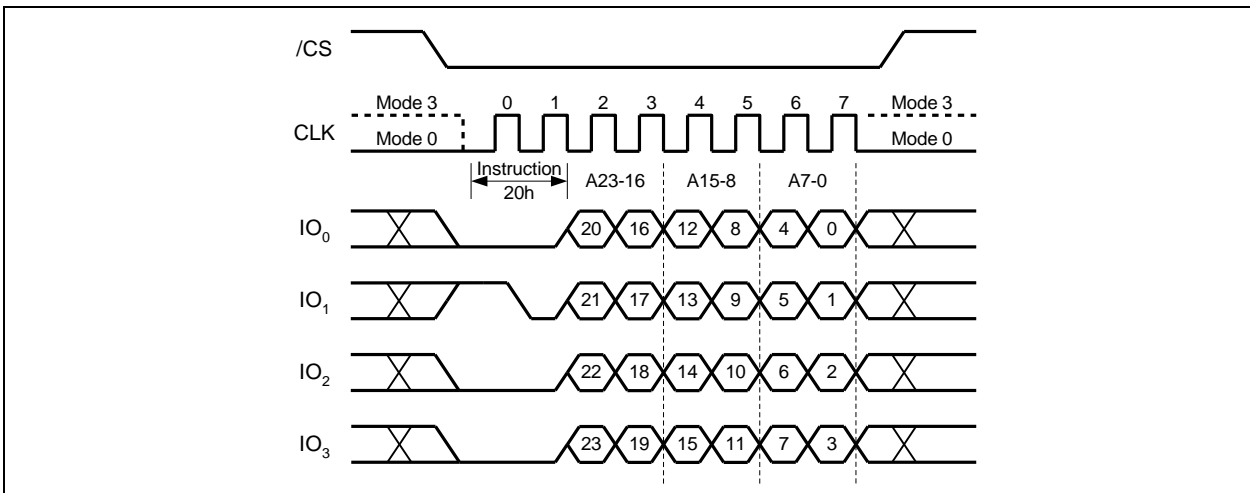 /CS
Mode 3 0 1 2 3 4 5 6 7 Mode 3
CLK
Mode 0 Mode 0
Instruction
20h
A23-16 A15-8 A7-0
IO0 20 16 12 8 4 0
IO1 21 17 13 9 5 1
IO2 22 18 14 10 6 2
IO3 23 19 15 11 7 3